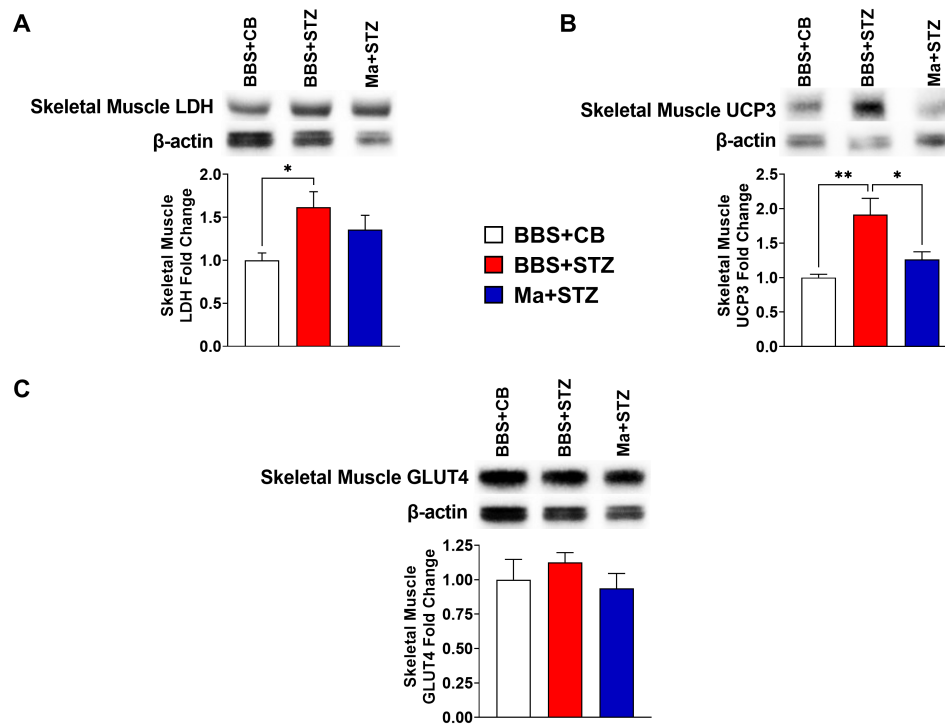 A
BBS+CB
BBS+STZ
Ma+STZ
Skeletal Muscle LDH
β-actin
Skeletal Muscle
LDH Fold Change
2.0
1.5
1.0
0.5
0.0
*
B
BBS+CB
BBS+STZ
Ma+STZ
Skeletal Muscle UCP3
β-actin
Skeletal Muscle
UCP3 Fold Change
2.5
2.0
1.5
1.0
0.5
0.0
**
*
BBS+CB
BBS+STZ
Ma+STZ
C
BBS+CB
BBS+STZ
Ma+STZ
Skeletal Muscle GLUT4
β-actin
Skeletal Muscle
GLUT4 Fold Change
1.25
1.00
0.75
0.50
0.25
0.00